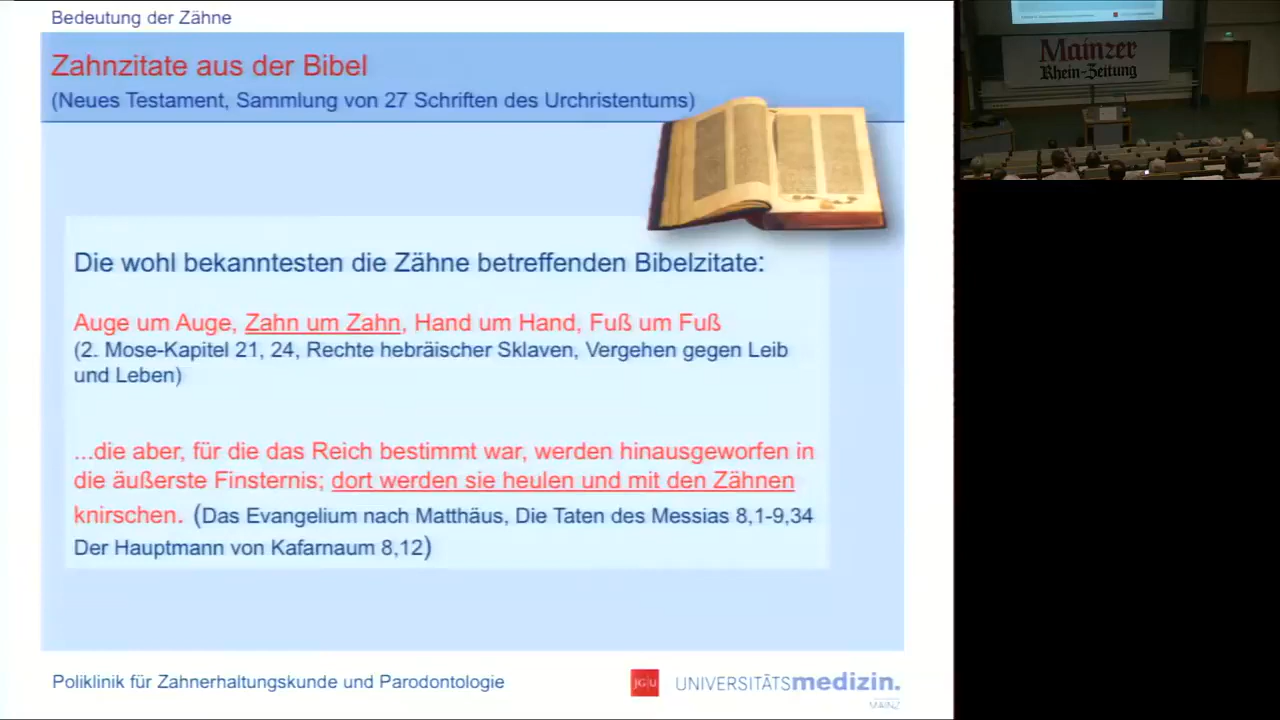 Bedeutung der Zähne
Zahnzitate aus der Bibel
(Neues Testament, Sammlung von 27 Schriften des Urchristentums)
Die wohl bekanntesten die Zähne betreffenden Bibelzitate:
Auge um Auge, Zahn um Zahn, Hand um Hand, Fuß um Fuß
(2. Mose-Kapitel 21, 24, Rechte hebräischer Sklaven, Vergehen gegen Leib
und Leben)
...die aber, für die das Reich bestimmt war, werden hinausgeworfen in
die äußerste Finsternis; dort werden sie heulen und mit den Zähnen
knirschen. (Das Evangelium nach Matthäus, Die Taten des Messias 8,1-9,34
Der Hauptmann von Kafarnaum 8,12)
Poliklinik für Zahnerhaltungskunde und Parodontologie
JG|U UNIVERSITÄTSmedizin.
MAINZ
Mainzer
Rhein-Zeitung